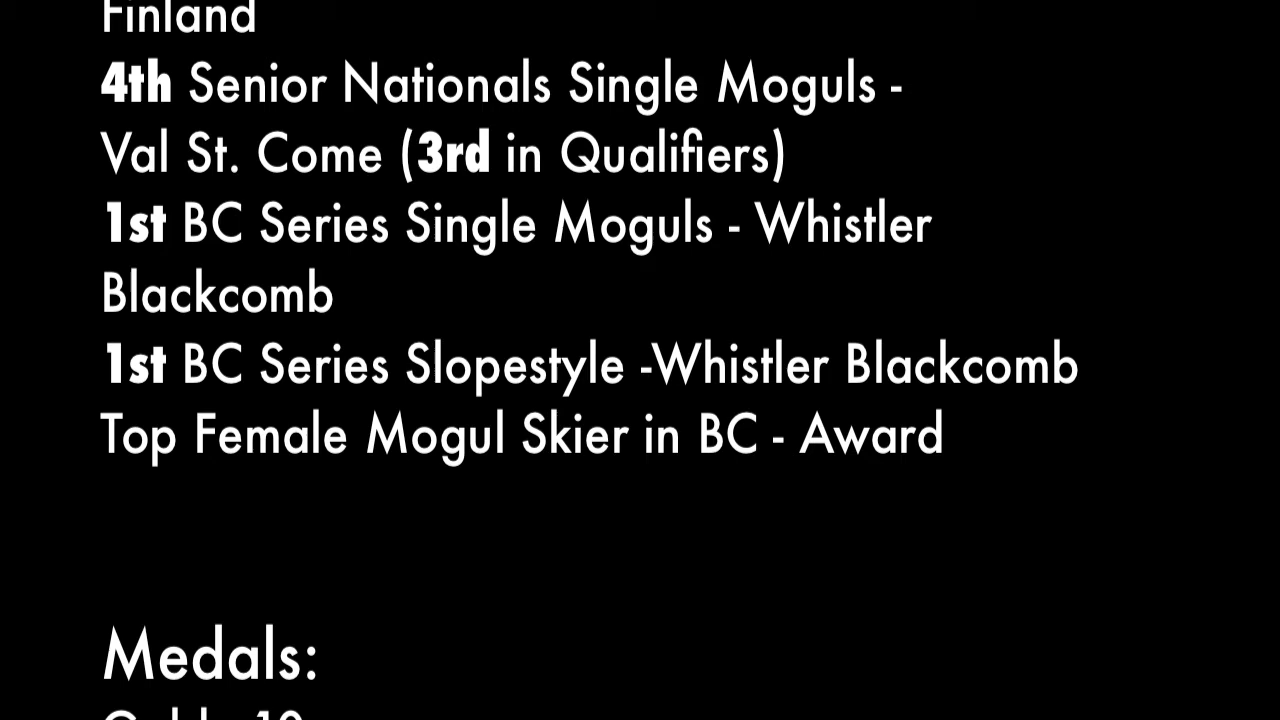 Finland
4th Senior Nationals Single Moguls -
Val St. Come (3rd in Qualifiers)
1st BC Series Single Moguls - Whistler
Blackcomb
1st BC Series Slopestyle -Whistler Blackcomb
Top Female Mogul Skier in BC - Award
Medals: